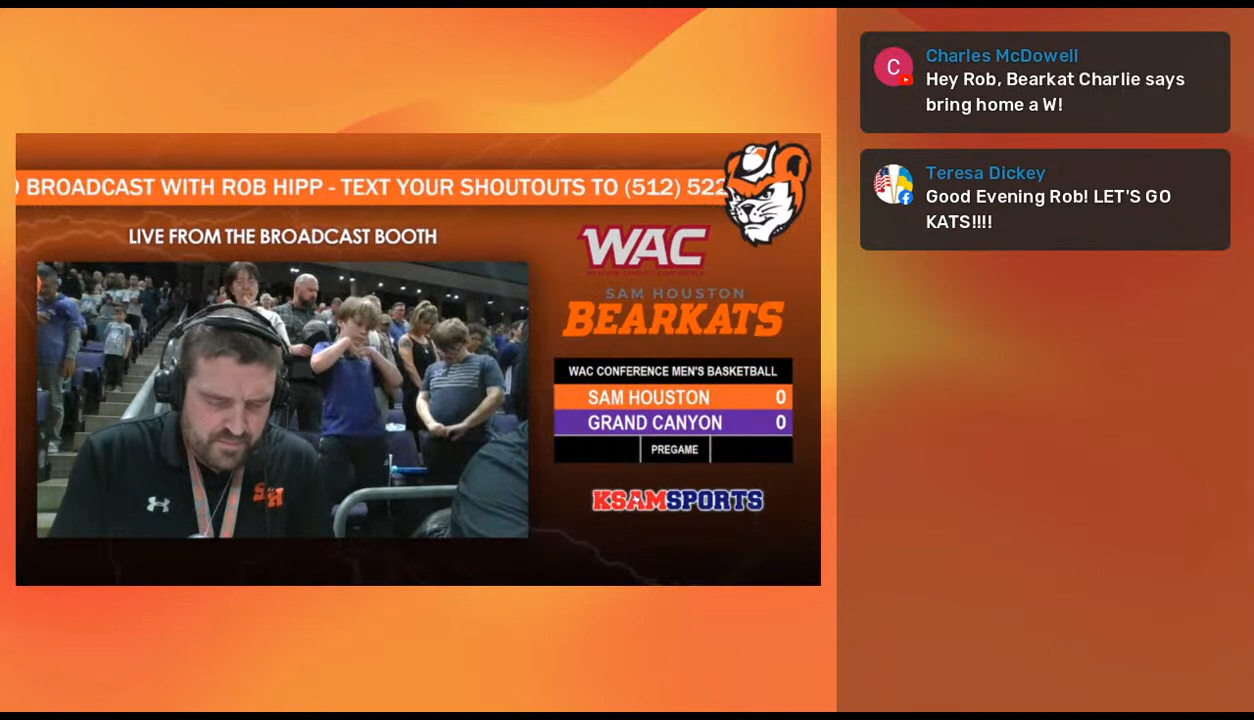 ) BROADCAST WITH ROB HIPP - TEXT YOUR SHOUTOUTS TO (512) 522
LIVE FROM THE BROADCAST BOOTH
WAC
SAM HOUSTON
BEARKATS
WAC CONFERENCE MEN'S BASKETBALL
SAM HOUSTON 0
GRAND CANYON 0
PREGAME
KSAMSPORTS
SH
C
Charles McDowell
Hey Rob, Bearkat Charlie says
bring home a W!
Teresa Dickey
Good Evening Rob! LET'S GO
KATS!!!!